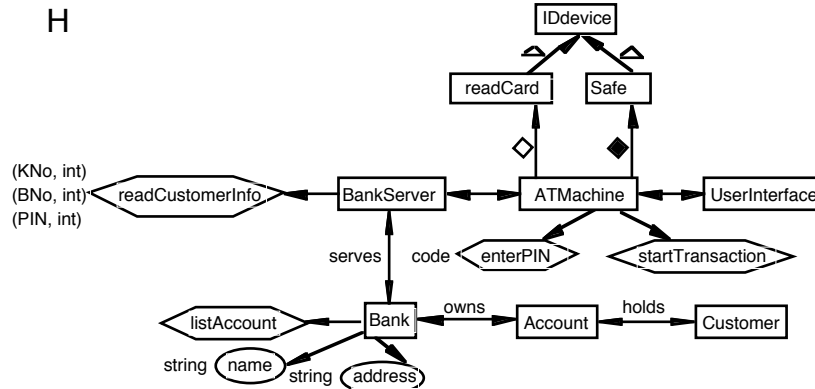 H
IDdevice
readCard
Safe
(KNo, int)
(BNo, int)
(PIN, int)
readCustomerInfo
BankServer
ATMachine
UserInterface
serves
code
enterPIN
startTransaction
listAccount
Bank
owns
Account
holds
Customer
string
name
string
address